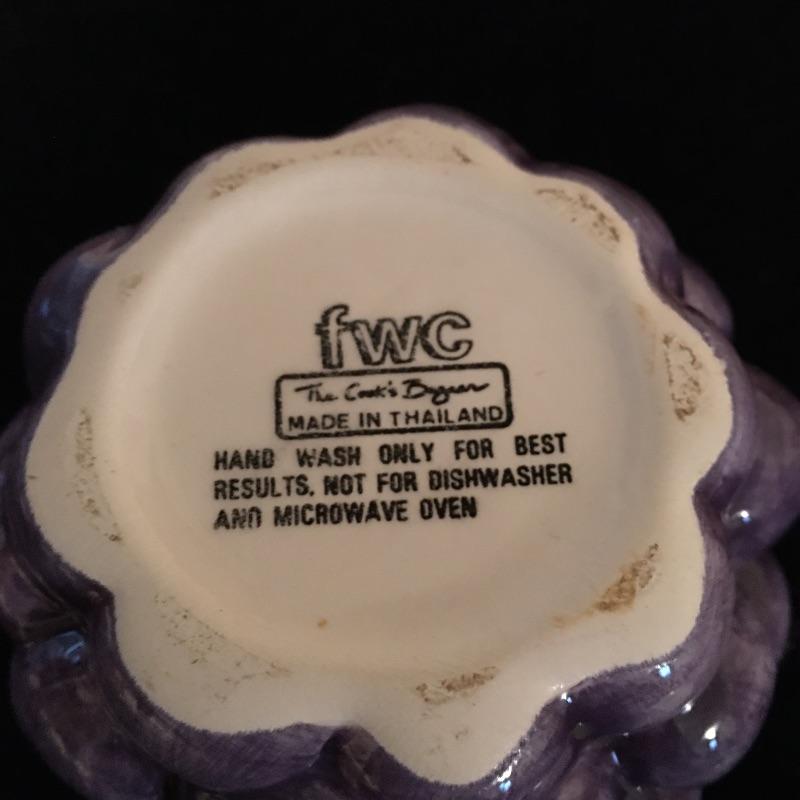 fwc
The Cook's Bazaar
MADE IN THAILAND
HAND WASH ONLY FOR BEST
RESULTS. NOT FOR DISHWASHER
AND MICROWAVE OVEN